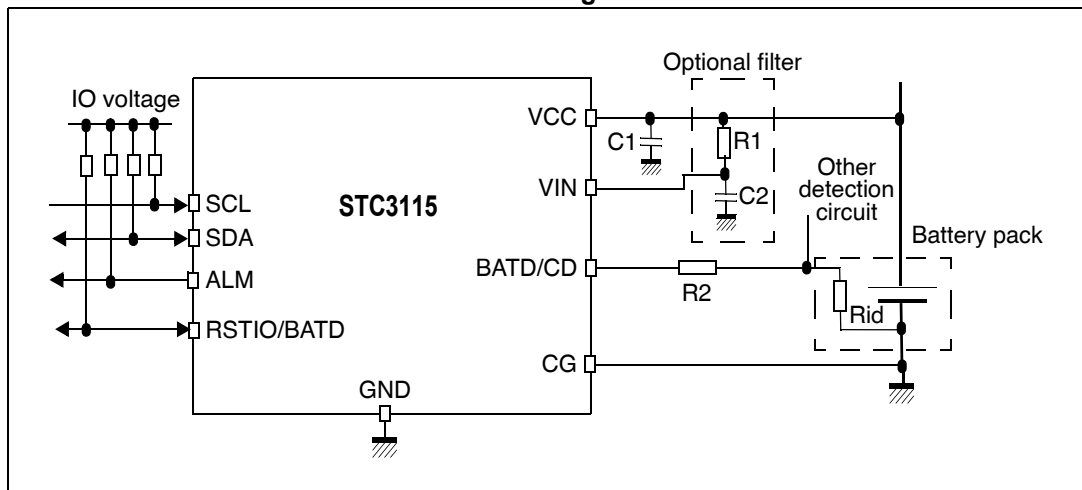 g
Optional filter
IO voltage
VCC
C1
R1
Other
detection
circuit
VIN
STC3115
C2
SCL
SDA
Battery pack
BATD/CD
ALM
R2
Rid
RSTIO/BATD
CG
GND